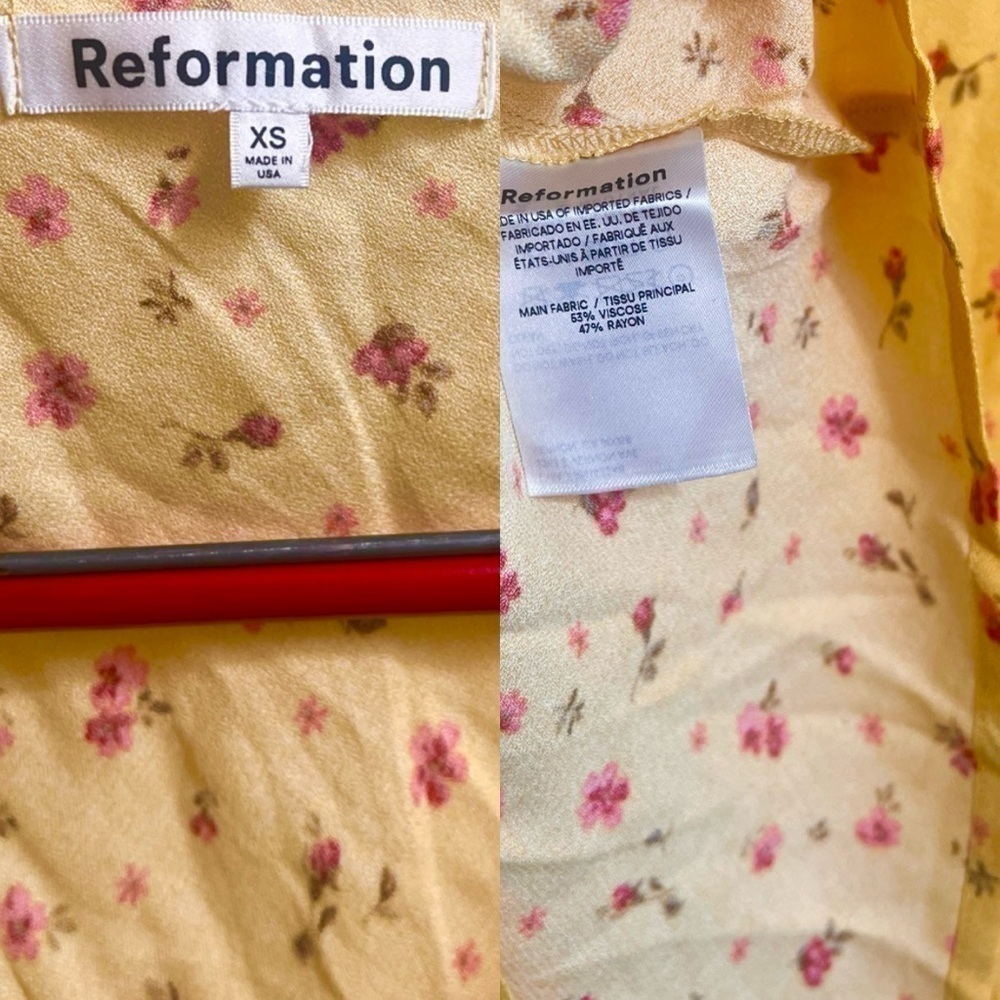 Reformation
XS
MADE IN
USA
Reformation
DE IN USA OF IMPORTED FABRICS /
FABRICADO EN EE. UU. DE TEJIDO
IMPORTADO / FABRIQUÉ AUX
ÉTATS-UNIS À PARTIR DE TISSU
IMPORTÉ
MAIN FABRIC / TISSU PRINCIPAL
53% VISCOSE
47% RAYON